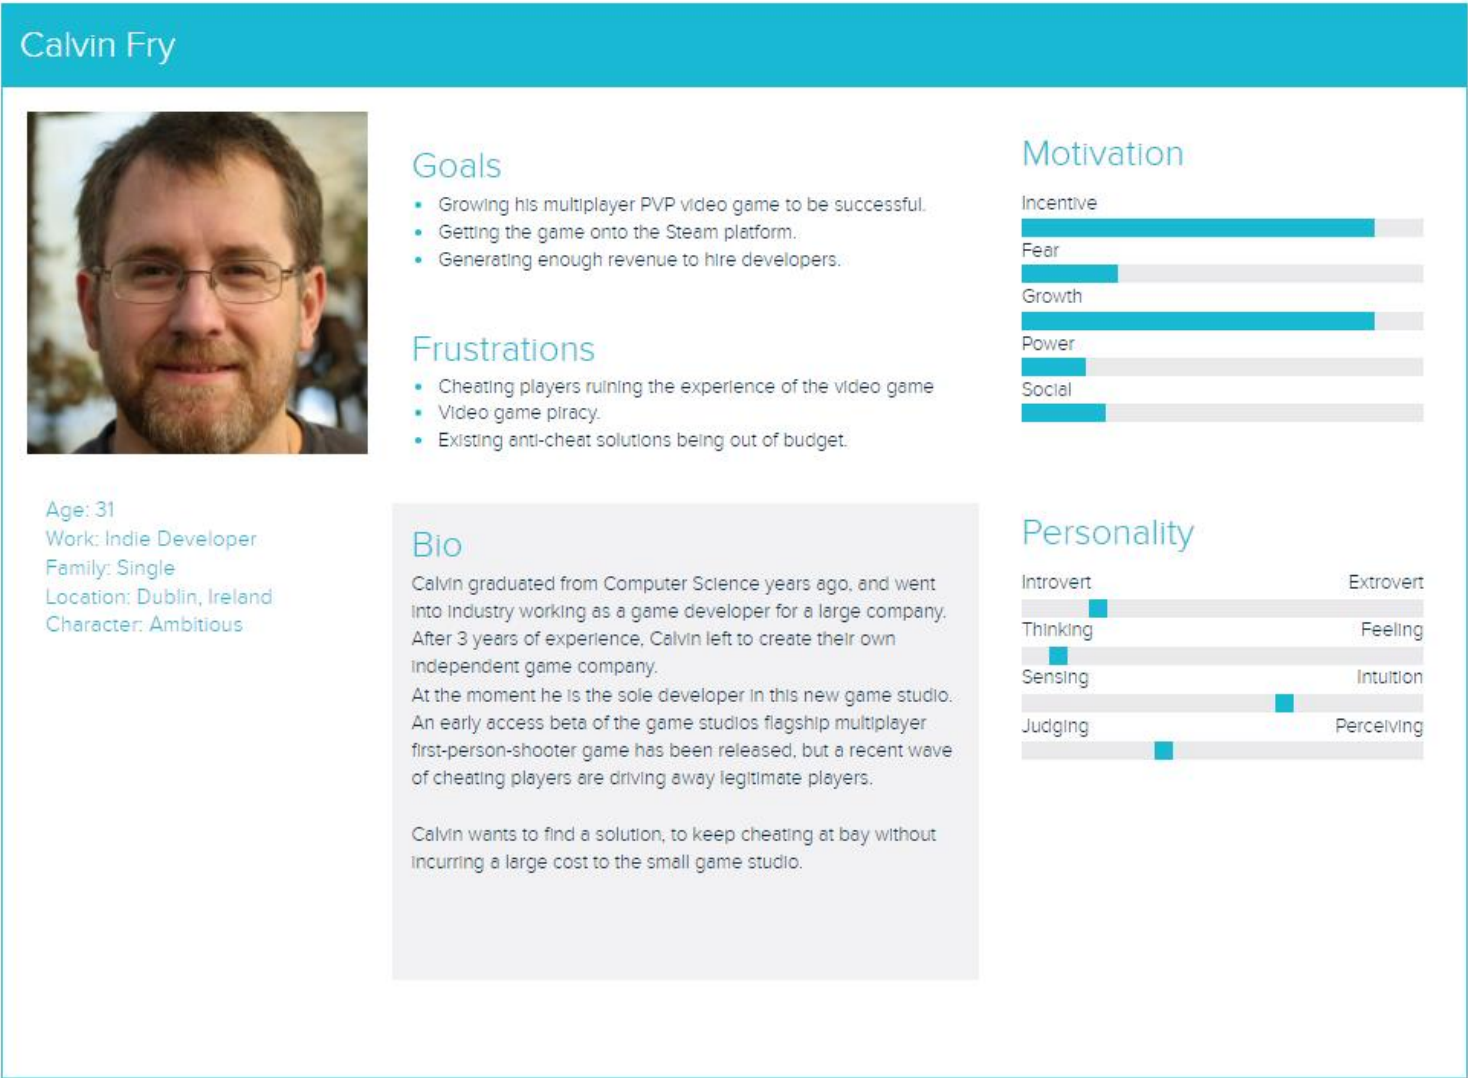 Calvin Fry
Goals
Growing his multiplayer PVP video game to be successful.
Getting the game onto the Steam platform.
Generating enough revenue to hire developers.
Frustrations
Cheating players ruining the experience of the video game
Video game piracy.
Existing anti-cheat solutions being out of budget.
Motivation
Incentive
Fear
Growth
Power
Social
Age: 31
Work: Indie Developer
Family: Single
Location: Dublin, Ireland
Character: Ambitious
Bio
Calvin graduated from Computer Science years ago, and went
into industry working as a game developer for a large company.
After 3 years of experience, Calvin left to create their own
independent game company.
At the moment he is the sole developer in this new game studio.
An early access beta of the game studios flagship multiplayer
first-person-shooter game has been released, but a recent wave
of cheating players are driving away legitimate players.
Calvin wants to find a solution, to keep cheating at bay without
incurring a large cost to the small game studio.
Personality
Introvert Extrovert
Thinking Feeling
Sensing Intuition
Judging Perceiving